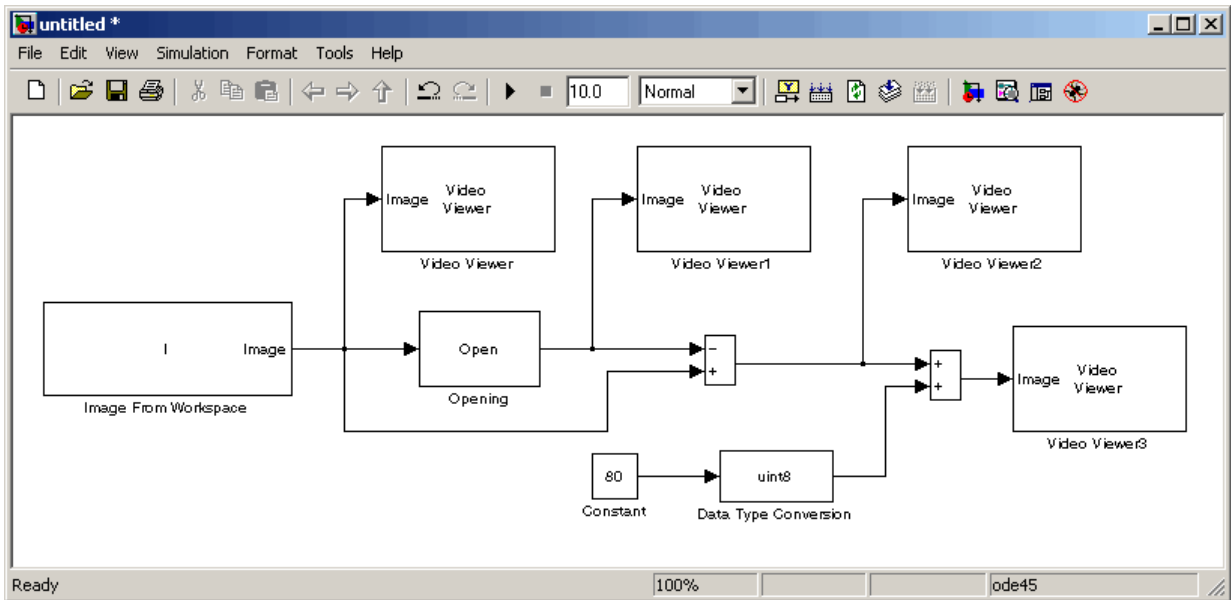 untitled *
File Edit View Simulation Format Tools Help
10.0 Normal
Image Video Viewer
Video Viewer
Image Video Viewer
Video Viewer1
Image Video Viewer
Video Viewer2
I Image
Image From Workspace
Open
Opening
−
+
+
+
Image Video Viewer
Video Viewer3
80
Constant
uint8
Data Type Conversion
Ready 100% ode45